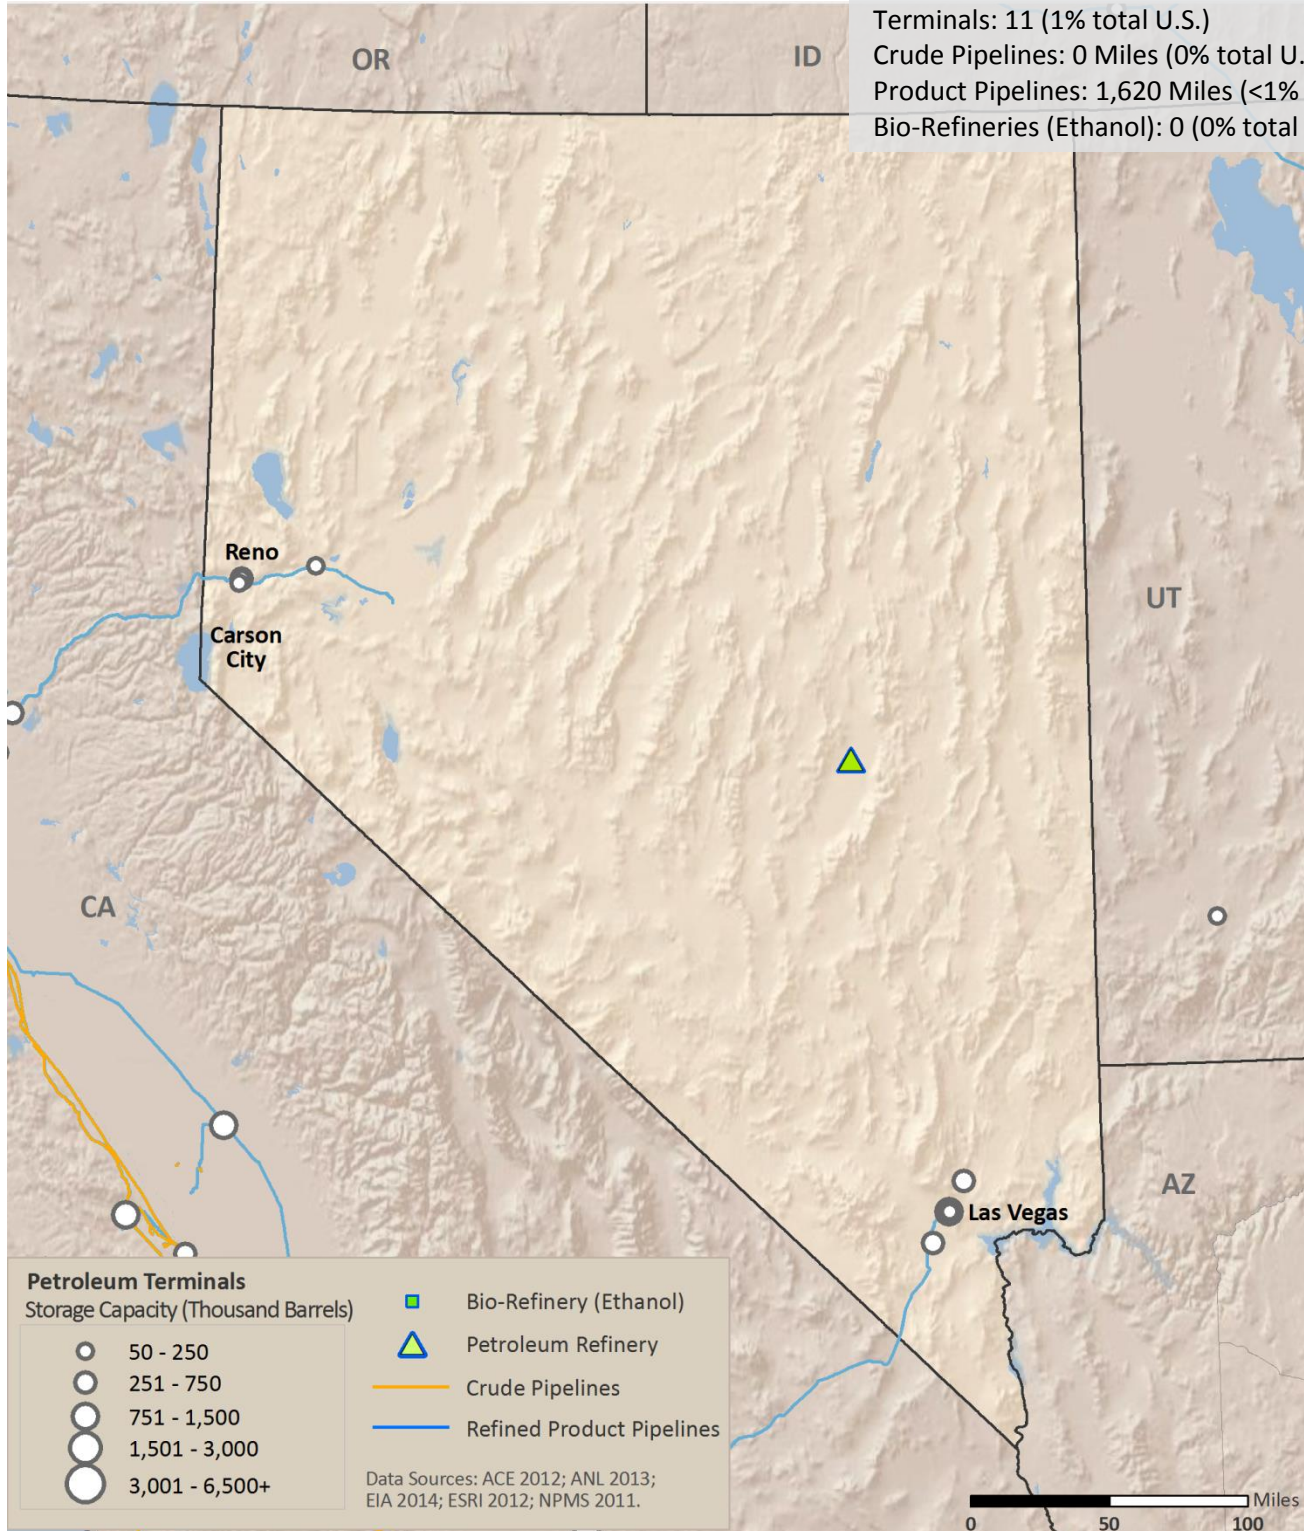 Terminals: 11 (1% total U.S.)
Crude Pipelines: 0 Miles (0% total U.
Product Pipelines: 1,620 Miles (<1%
Bio-Refineries (Ethanol): 0 (0% total
OR
ID
Reno
Carson
City
UT
CA
AZ
Las Vegas
Petroleum Terminals
Storage Capacity (Thousand Barrels)
50 - 250
251 - 750
751 - 1,500
1,501 - 3,000
3,001 - 6,500+
Bio-Refinery (Ethanol)
Petroleum Refinery
Crude Pipelines
Refined Product Pipelines
Data Sources: ACE 2012; ANL 2013;
EIA 2014; ESRI 2012; NPMS 2011.
Miles
0 50 100